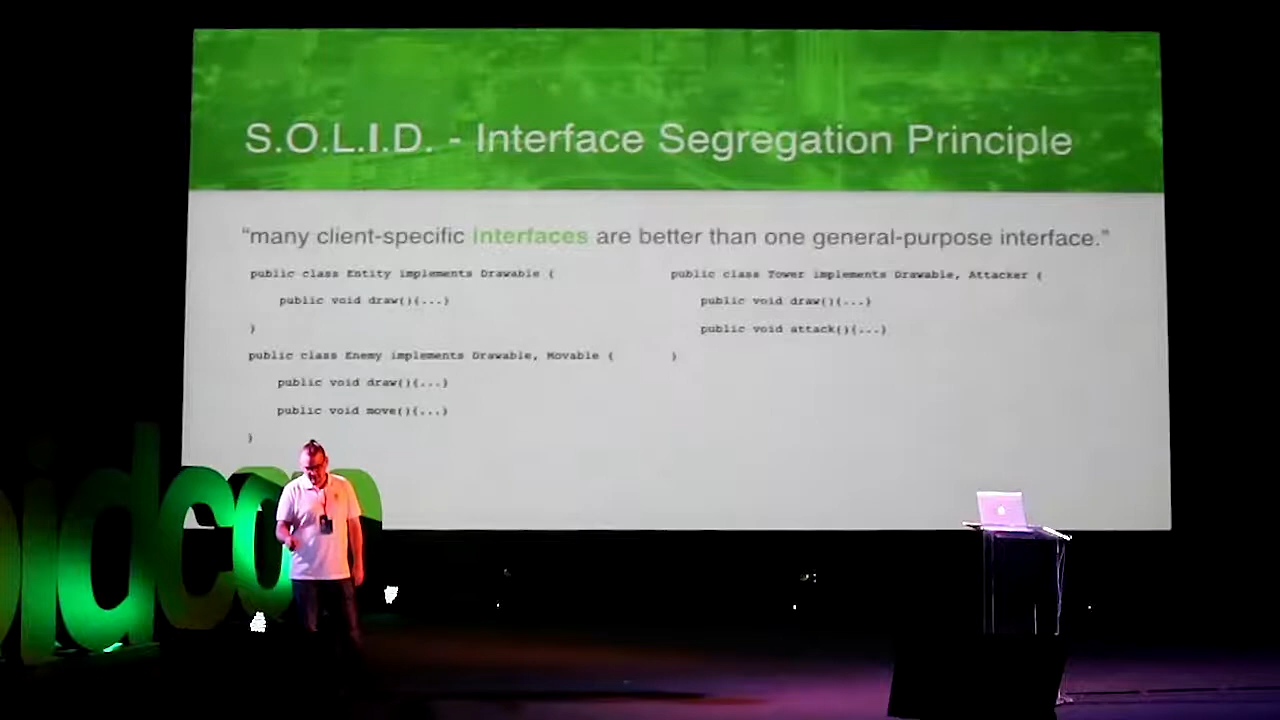 S.O.L.I.D. - Interface Segregation Principle
“many client-specific interfaces are better than one general-purpose interface.”
public class Entity implements Drawable {
public void draw(){...}
}
public class Enemy implements Drawable, Movable {
public void draw(){...}
public void move(){...}
}
public class Tower implements Drawable, Attacker {
public void draw(){...}
public void attack(){...}
}
idcon